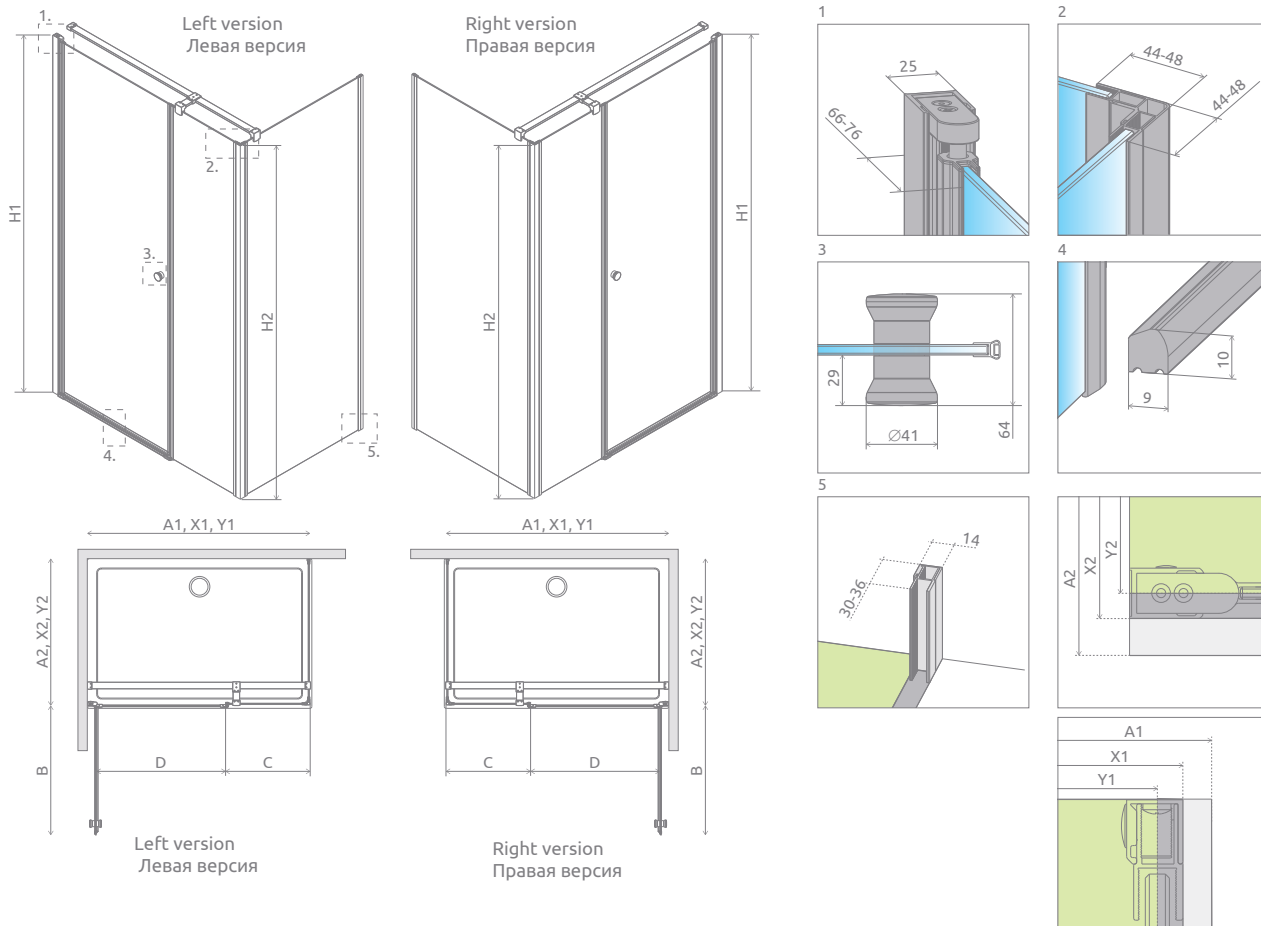 1.
Left version
Левая версия
H1
2.
3.
H2
4.
5.
Right version
Правая версия
H1
H2
A1, X1, Y1
A2, X2, Y2
B
D
C
Left version
Левая версия
A1, X1, Y1
A2, X2, Y2
C
D
B
Right version
Правая версия
1
25
66-76
2
44-48
44-48
3
29
Ø41
64
4
10
9
5
14
30-36
A2
X2
Y2
A1
X1
Y1